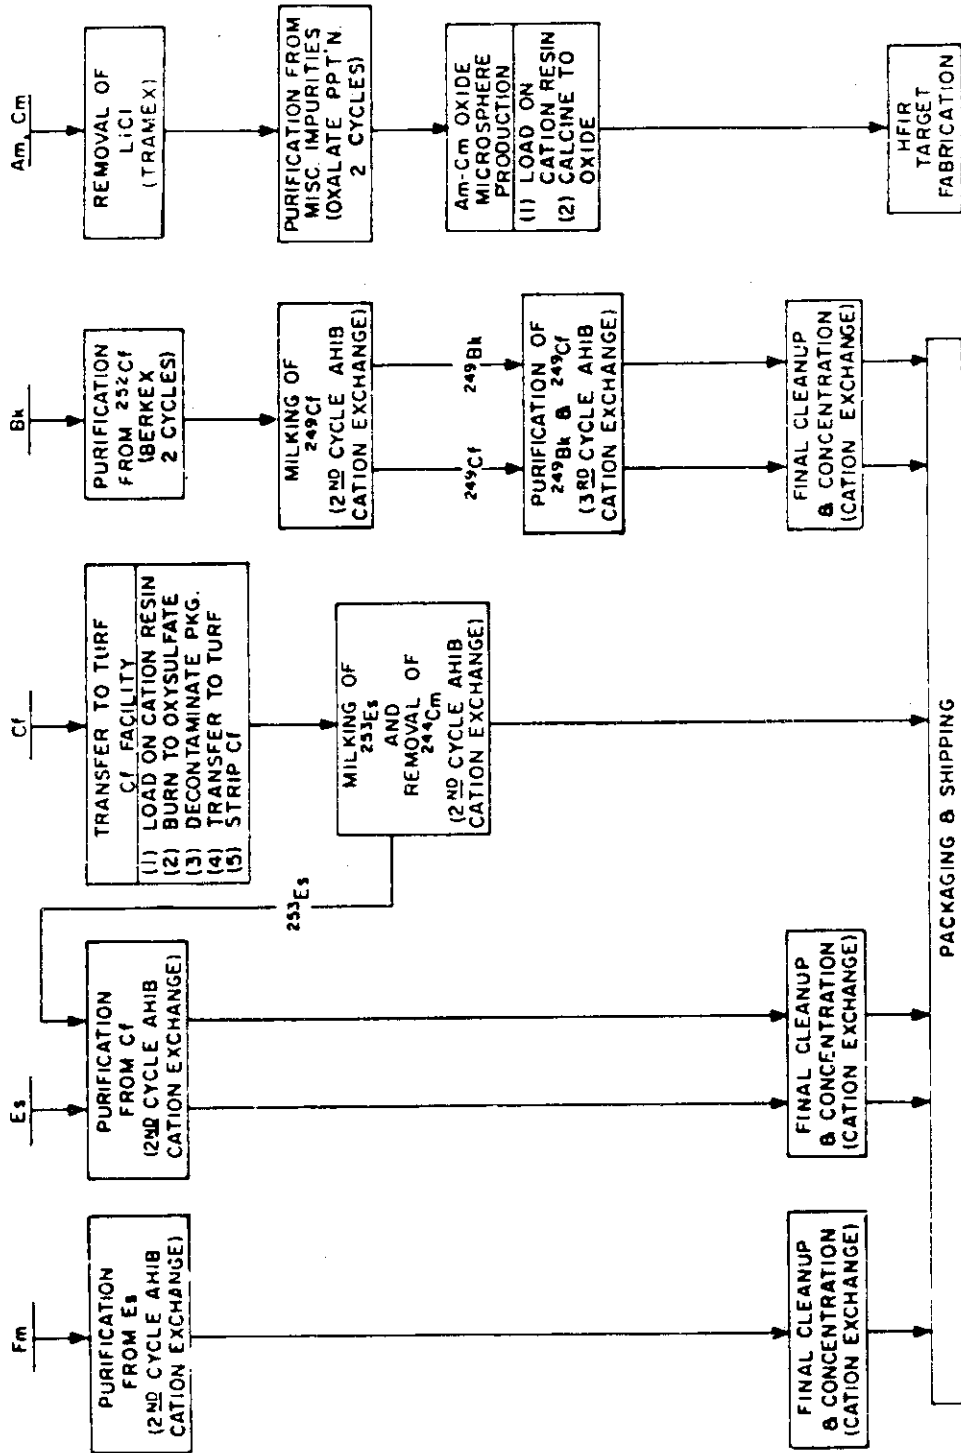 Fm
PURIFICATION
FROM Es
(2ND CYCLE AHIB
CATION EXCHANGE)
FINAL CLEANUP
& CONCENTRATION
(CATION EXCHANGE)
Es
PURIFICATION
FROM Cf
(2ND CYCLE AHIB
CATION EXCHANGE)
253Es
FINAL CLEANUP
& CONCENTRATION
(CATION EXCHANGE)
Cf
TRANSFER TO TURF
Cf FACILITY
(1) LOAD ON CATION RESIN
(2) BURN TO OXYSULFATE
(3) DECONTAMINATE PKG.
(4) TRANSFER TO TURF
(5) STRIP Cf
MILKING OF
253Es
AND
REMOVAL OF
244Cm
(2ND CYCLE AHIB
CATION EXCHANGE)
Bk
PURIFICATION
FROM 252Cf
(BERKEX
2 CYCLES)
MILKING OF
249Cf
(2ND CYCLE AHIB
CATION EXCHANGE)
249Cf
249Bk
PURIFICATION OF
249Bk & 249Cf
(3RD CYCLE AHIB
CATION EXCHANGE)
FINAL CLEANUP
& CONCENTRATION
(CATION EXCHANGE)
Am, Cm
REMOVAL OF
LiCl
(TRAMEX)
PURIFICATION FROM
MISC. IMPURITIES
(OXALATE PPT'N.
2 CYCLES)
Am-Cm OXIDE
MICROSPHERE
PRODUCTION
(1) LOAD ON
CATION RESIN
(2) CALCINE TO
OXIDE
HFIR
TARGET
FABRICATION
PACKAGING & SHIPPING